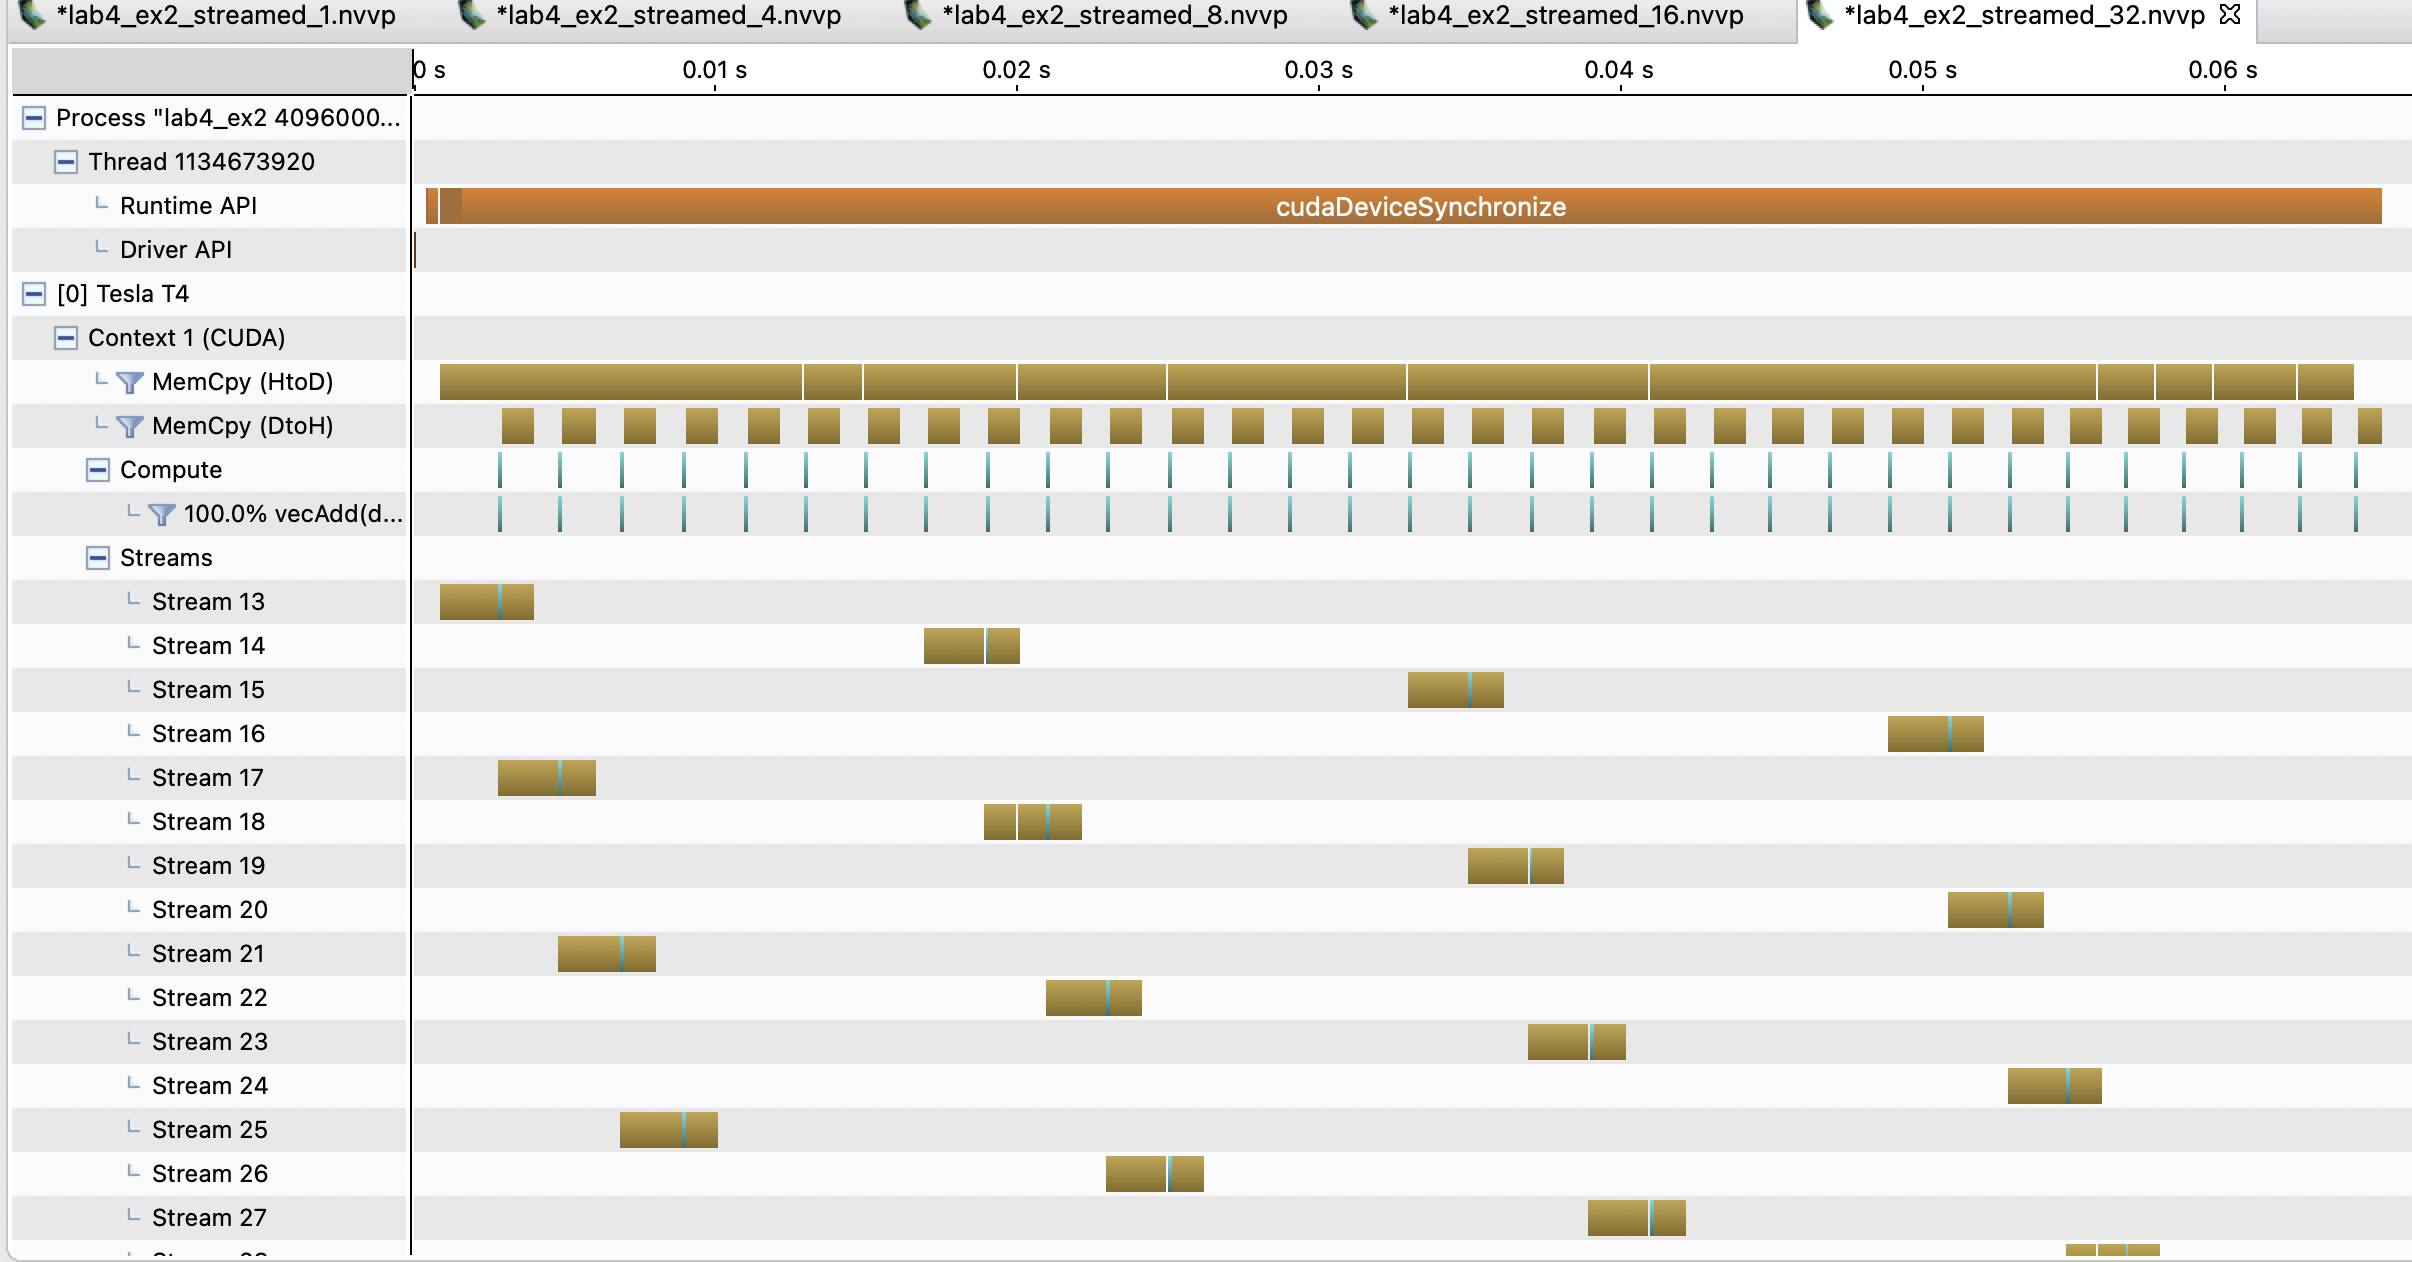 *lab4_ex2_streamed_1.nvvp *lab4_ex2_streamed_4.nvvp *lab4_ex2_streamed_8.nvvp *lab4_ex2_streamed_16.nvvp *lab4_ex2_streamed_32.nvvp
0 s 0.01 s 0.02 s 0.03 s 0.04 s 0.05 s 0.06 s
Process "lab4_ex2 4096000...
Thread 1134673920
Runtime API cudaDeviceSynchronize
Driver API
[0] Tesla T4
Context 1 (CUDA)
MemCpy (HtoD)
MemCpy (DtoH)
Compute
100.0% vecAdd(d...
Streams
Stream 13
Stream 14
Stream 15
Stream 16
Stream 17
Stream 18
Stream 19
Stream 20
Stream 21
Stream 22
Stream 23
Stream 24
Stream 25
Stream 26
Stream 27